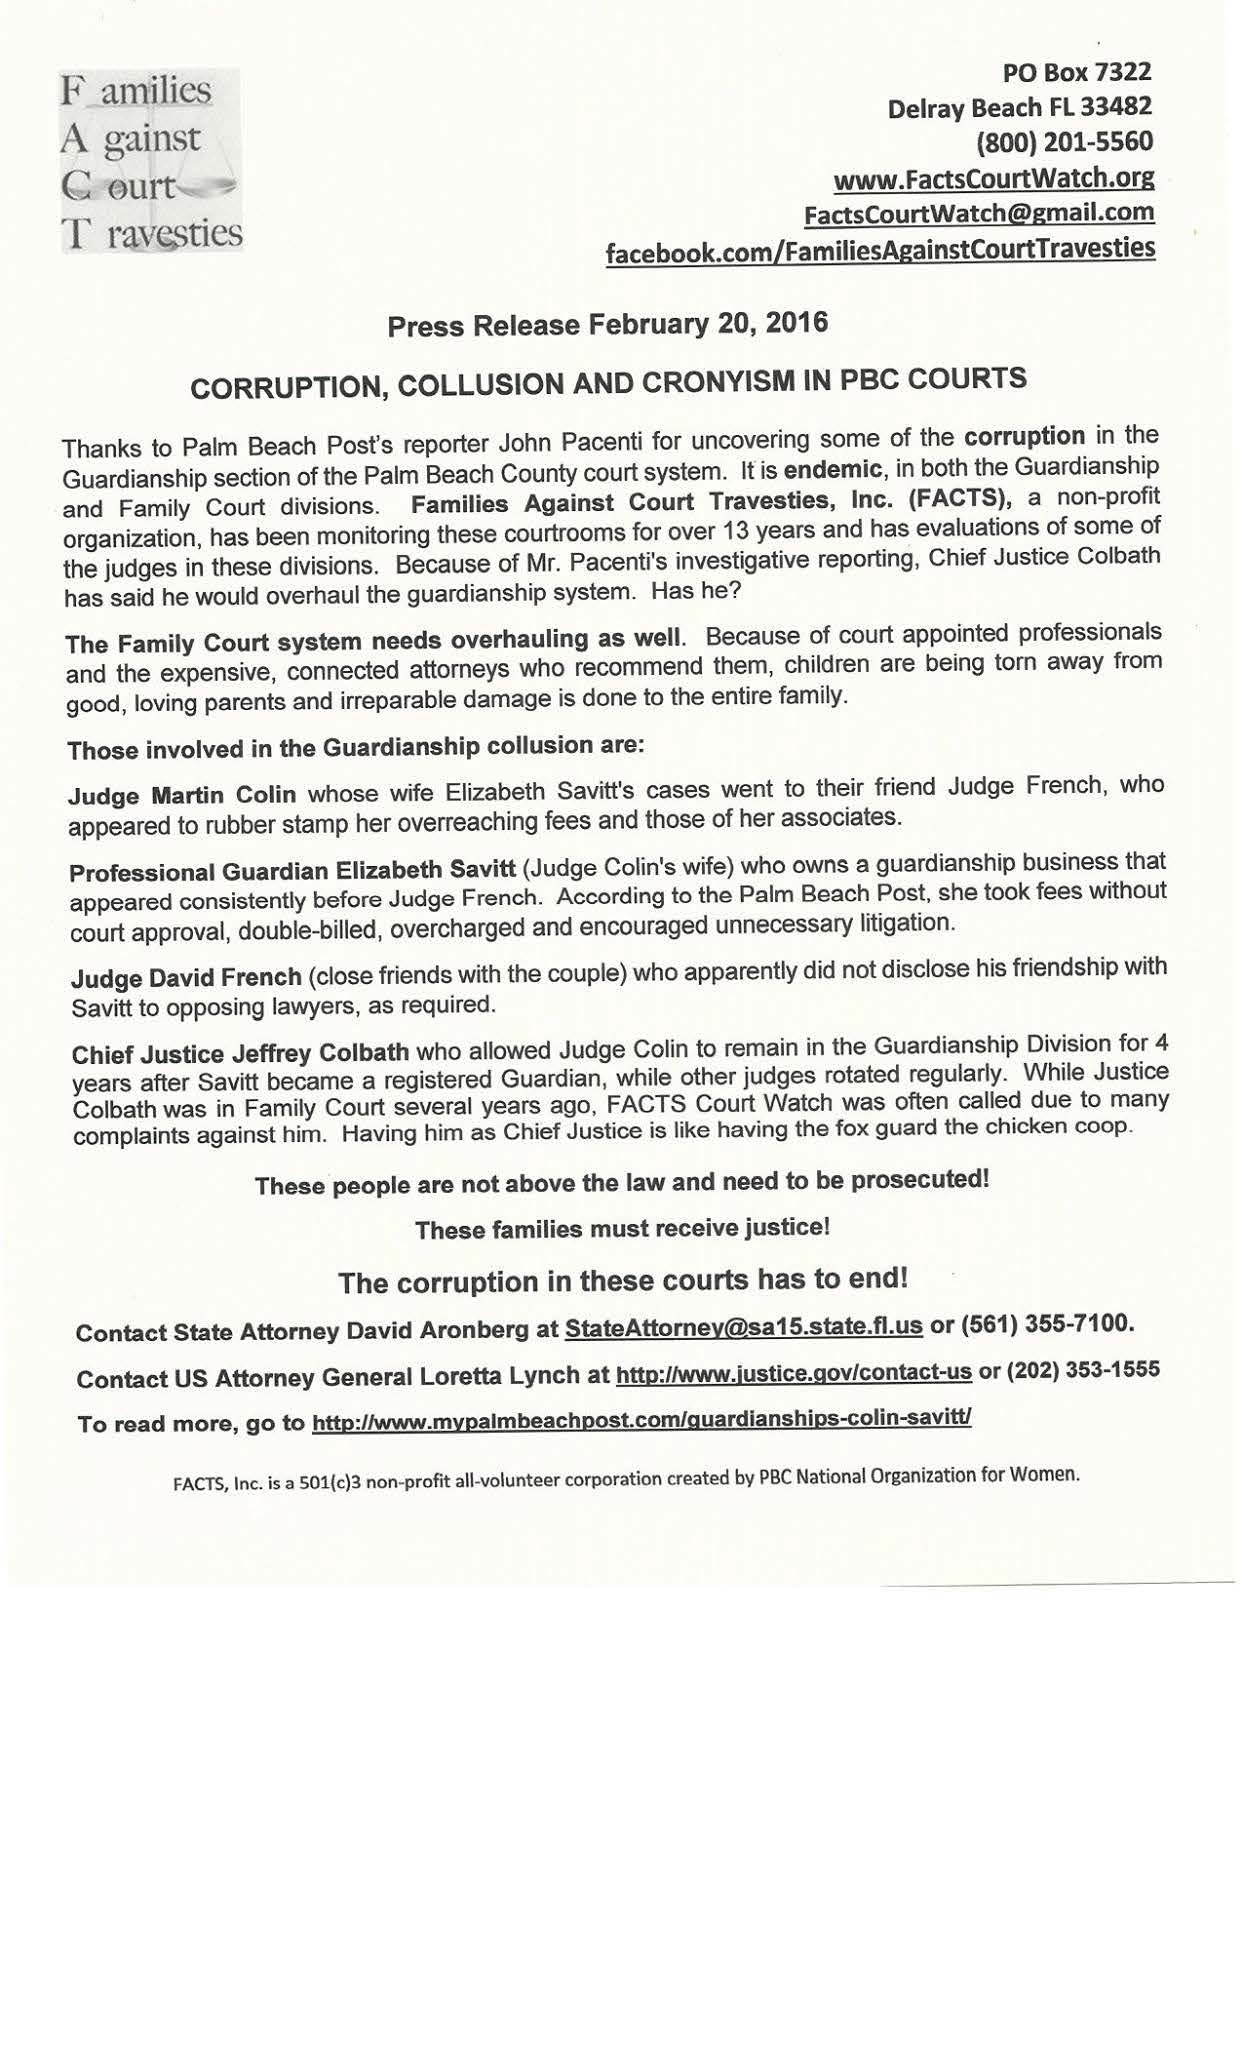 F amilies
A gainst
C ourt
T ravesties
PO Box 7322
Delray Beach FL 33482
(800) 201-5560
www.FactsCourtWatch.org
FactsCourtWatch@gmail.com
facebook.com/FamiliesAgainstCourtTravesties
Press Release February 20, 2016
CORRUPTION, COLLUSION AND CRONYISM IN PBC COURTS
Thanks to Palm Beach Post's reporter John Pacenti for uncovering some of the corruption in the
Guardianship section of the Palm Beach County court system. It is endemic, in both the Guardianship
and Family Court divisions. Families Against Court Travesties, Inc. (FACTS), a non-profit
organization, has been monitoring these courtrooms for over 13 years and has evaluations of some of
the judges in these divisions. Because of Mr. Pacenti's investigative reporting, Chief Justice Colbath
has said he would overhaul the guardianship system. Has he?
The Family Court system needs overhauling as well. Because of court appointed professionals
and the expensive, connected attorneys who recommend them, children are being torn away from
good, loving parents and irreparable damage is done to the entire family.
Those involved in the Guardianship collusion are:
Judge Martin Colin whose wife Elizabeth Savitt's cases went to their friend Judge French, who
appeared to rubber stamp her overreaching fees and those of her associates.
Professional Guardian Elizabeth Savitt (Judge Colin's wife) who owns a guardianship business that
appeared consistently before Judge French. According to the Palm Beach Post, she took fees without
court approval, double-billed, overcharged and encouraged unnecessary litigation.
Judge David French (close friends with the couple) who apparently did not disclose his friendship with
Savitt to opposing lawyers, as required.
Chief Justice Jeffrey Colbath who allowed Judge Colin to remain in the Guardianship Division for 4
years after Savitt became a registered Guardian, while other judges rotated regularly. While Justice
Colbath was in Family Court several years ago, FACTS Court Watch was often called due to many
complaints against him. Having him as Chief Justice is like having the fox guard the chicken coop.
These people are not above the law and need to be prosecuted!
These families must receive justice!
The corruption in these courts has to end!
Contact State Attorney David Aronberg at StateAttorney@sa15.state.fl.us or (561) 355-7100.
Contact US Attorney General Loretta Lynch at http://www.justice.gov/contact-us or (202) 353-1555
To read more, go to http://www.mypalmbeachpost.com/guardianships-colin-savitt/
FACTS, Inc. is a 501(c)3 non-profit all-volunteer corporation created by PBC National Organization for Women.